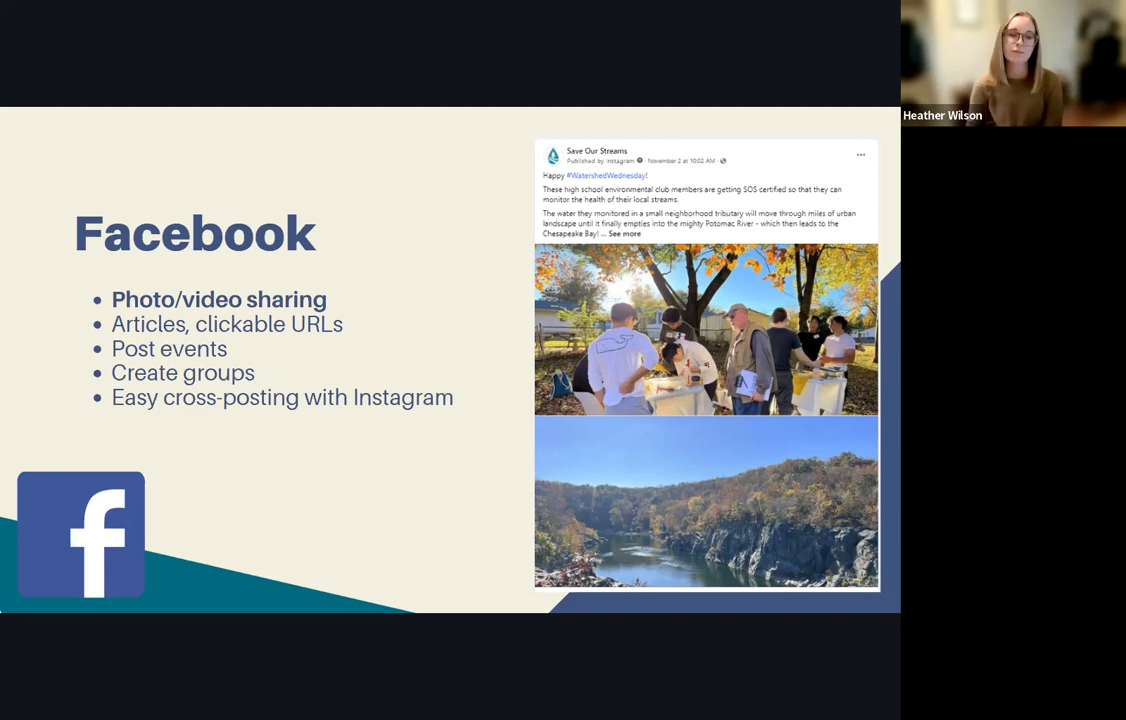 Facebook
Photo/video sharing
Articles, clickable URLs
Post events
Create groups
Easy cross-posting with Instagram
f
Save Our Streams
Published by Instagram · November 2 at 10:02 AM ·
Happy #WatershedWednesday!
These high school environmental club members are getting SOS certified so that they can
monitor the health of their local streams.
The water they monitored in a small neighborhood tributary will move through miles of urban
landscape until it finally empties into the mighty Potomac River - which then leads to the
Chesapeake Bay! ... See more
Heather Wilson